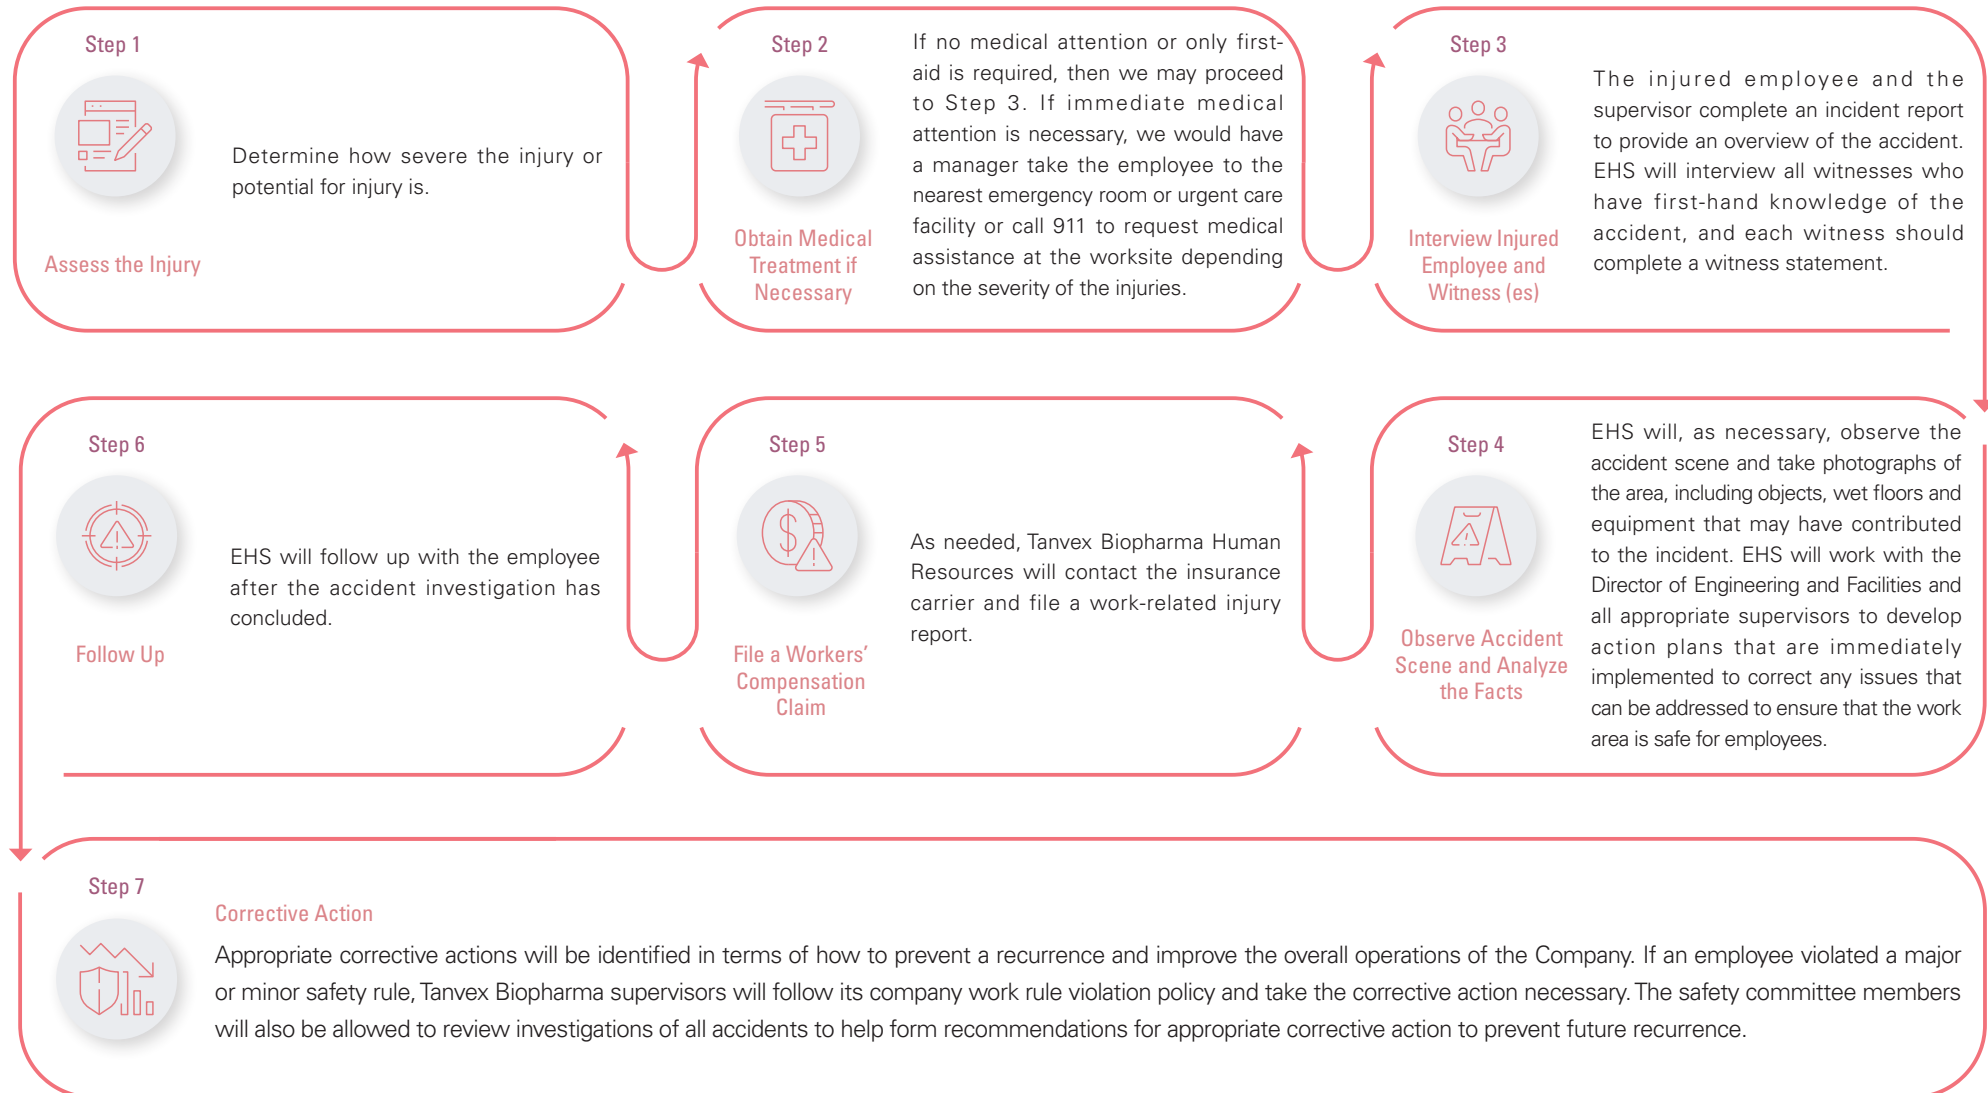 Step 1
Assess the Injury
Determine how severe the injury or
potential for injury is.
Step 2
Obtain Medical
Treatment if
Necessary
If no medical attention or only first-
aid is required, then we may proceed
to Step 3. If immediate medical
attention is necessary, we would have
a manager take the employee to the
nearest emergency room or urgent care
facility or call 911 to request medical
assistance at the worksite depending
on the severity of the injuries.
Step 3
Interview Injured
Employee and
Witness (es)
The injured employee and the
supervisor complete an incident report
to provide an overview of the accident.
EHS will interview all witnesses who
have first-hand knowledge of the
accident, and each witness should
complete a witness statement.
Step 4
Observe Accident
Scene and Analyze
the Facts
EHS will, as necessary, observe the
accident scene and take photographs of
the area, including objects, wet floors and
equipment that may have contributed
to the incident. EHS will work with the
Director of Engineering and Facilities and
all appropriate supervisors to develop
action plans that are immediately
implemented to correct any issues that
can be addressed to ensure that the work
area is safe for employees.
Step 5
File a Workers’
Compensation
Claim
As needed, Tanvex Biopharma Human
Resources will contact the insurance
carrier and file a work-related injury
report.
Step 6
Follow Up
EHS will follow up with the employee
after the accident investigation has
concluded.
Step 7
Corrective Action
Appropriate corrective actions will be identified in terms of how to prevent a recurrence and improve the overall operations of the Company. If an employee violated a major
or minor safety rule, Tanvex Biopharma supervisors will follow its company work rule violation policy and take the corrective action necessary. The safety committee members
will also be allowed to review investigations of all accidents to help form recommendations for appropriate corrective action to prevent future recurrence.